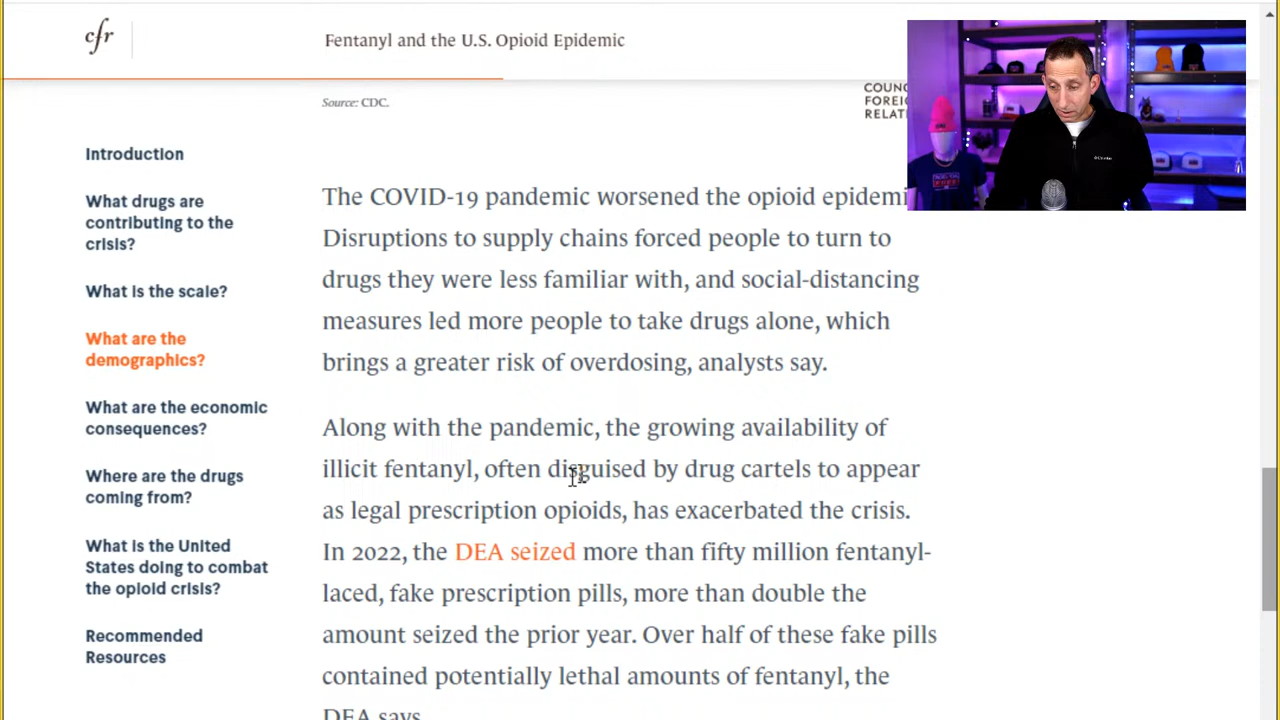 cfr
Fentanyl and the U.S. Opioid Epidemic
Source: CDC.
FOREI
RELAT
Introduction
What drugs are
contributing to the
crisis?
What is the scale?
What are the
demographics?
What are the economic
consequences?
Where are the drugs
coming from?
What is the United
States doing to combat
the opioid crisis?
Recommended
Resources
The COVID-19 pandemic worsened the opioid epidemi
Disruptions to supply chains forced people to turn to
drugs they were less familiar with, and social-distancing
measures led more people to take drugs alone, which
brings a greater risk of overdosing, analysts say.
Along with the pandemic, the growing availability of
illicit fentanyl, often disguised by drug cartels to appear
as legal prescription opioids, has exacerbated the crisis.
In 2022, the DEA seized more than fifty million fentanyl-
laced, fake prescription pills, more than double the
amount seized the prior year. Over half of these fake pills
contained potentially lethal amounts of fentanyl, the
DEA says